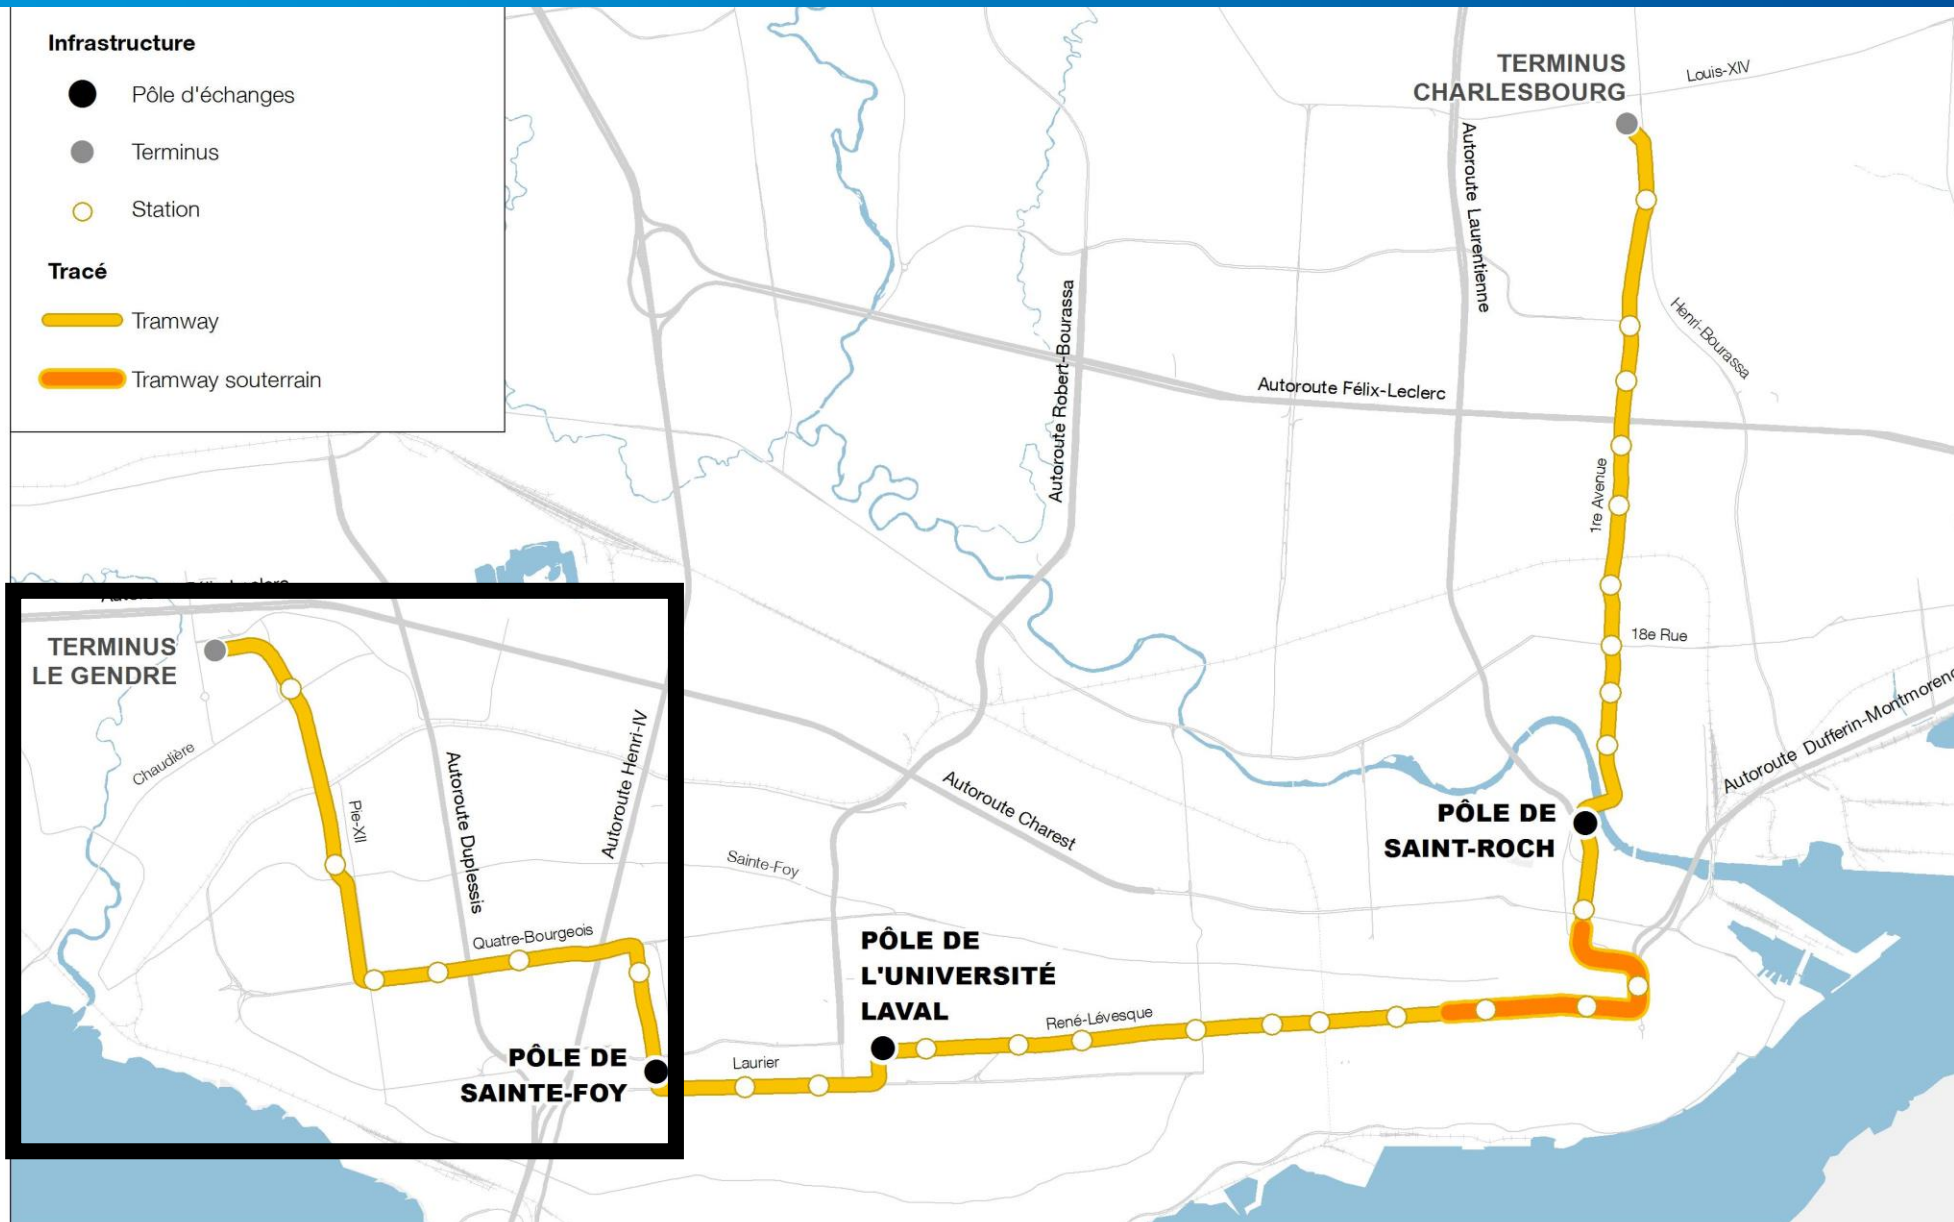 Infrastructure
Pôle d'échanges
Terminus
Station
Tracé
Tramway
Tramway souterrain
TERMINUS
CHARLESBOURG
Louis-XIV
Autoroute Laurentienne
Henri-Bourassa
Autoroute Robert-Bourassa
Autoroute Félix-Leclerc
1re Avenue
18e Rue
TERMINUS
LE GENDRE
Chaudière
Pie-XII
Autoroute Duplessis
Autoroute Henri-IV
Quatre-Bourgeois
Sainte-Foy
Autoroute Charest
Autoroute Dufferin-Montmorenc
PÔLE DE
SAINT-ROCH
PÔLE DE
L'UNIVERSITÉ
LAVAL
René-Lévesque
PÔLE DE
SAINTE-FOY
Laurier